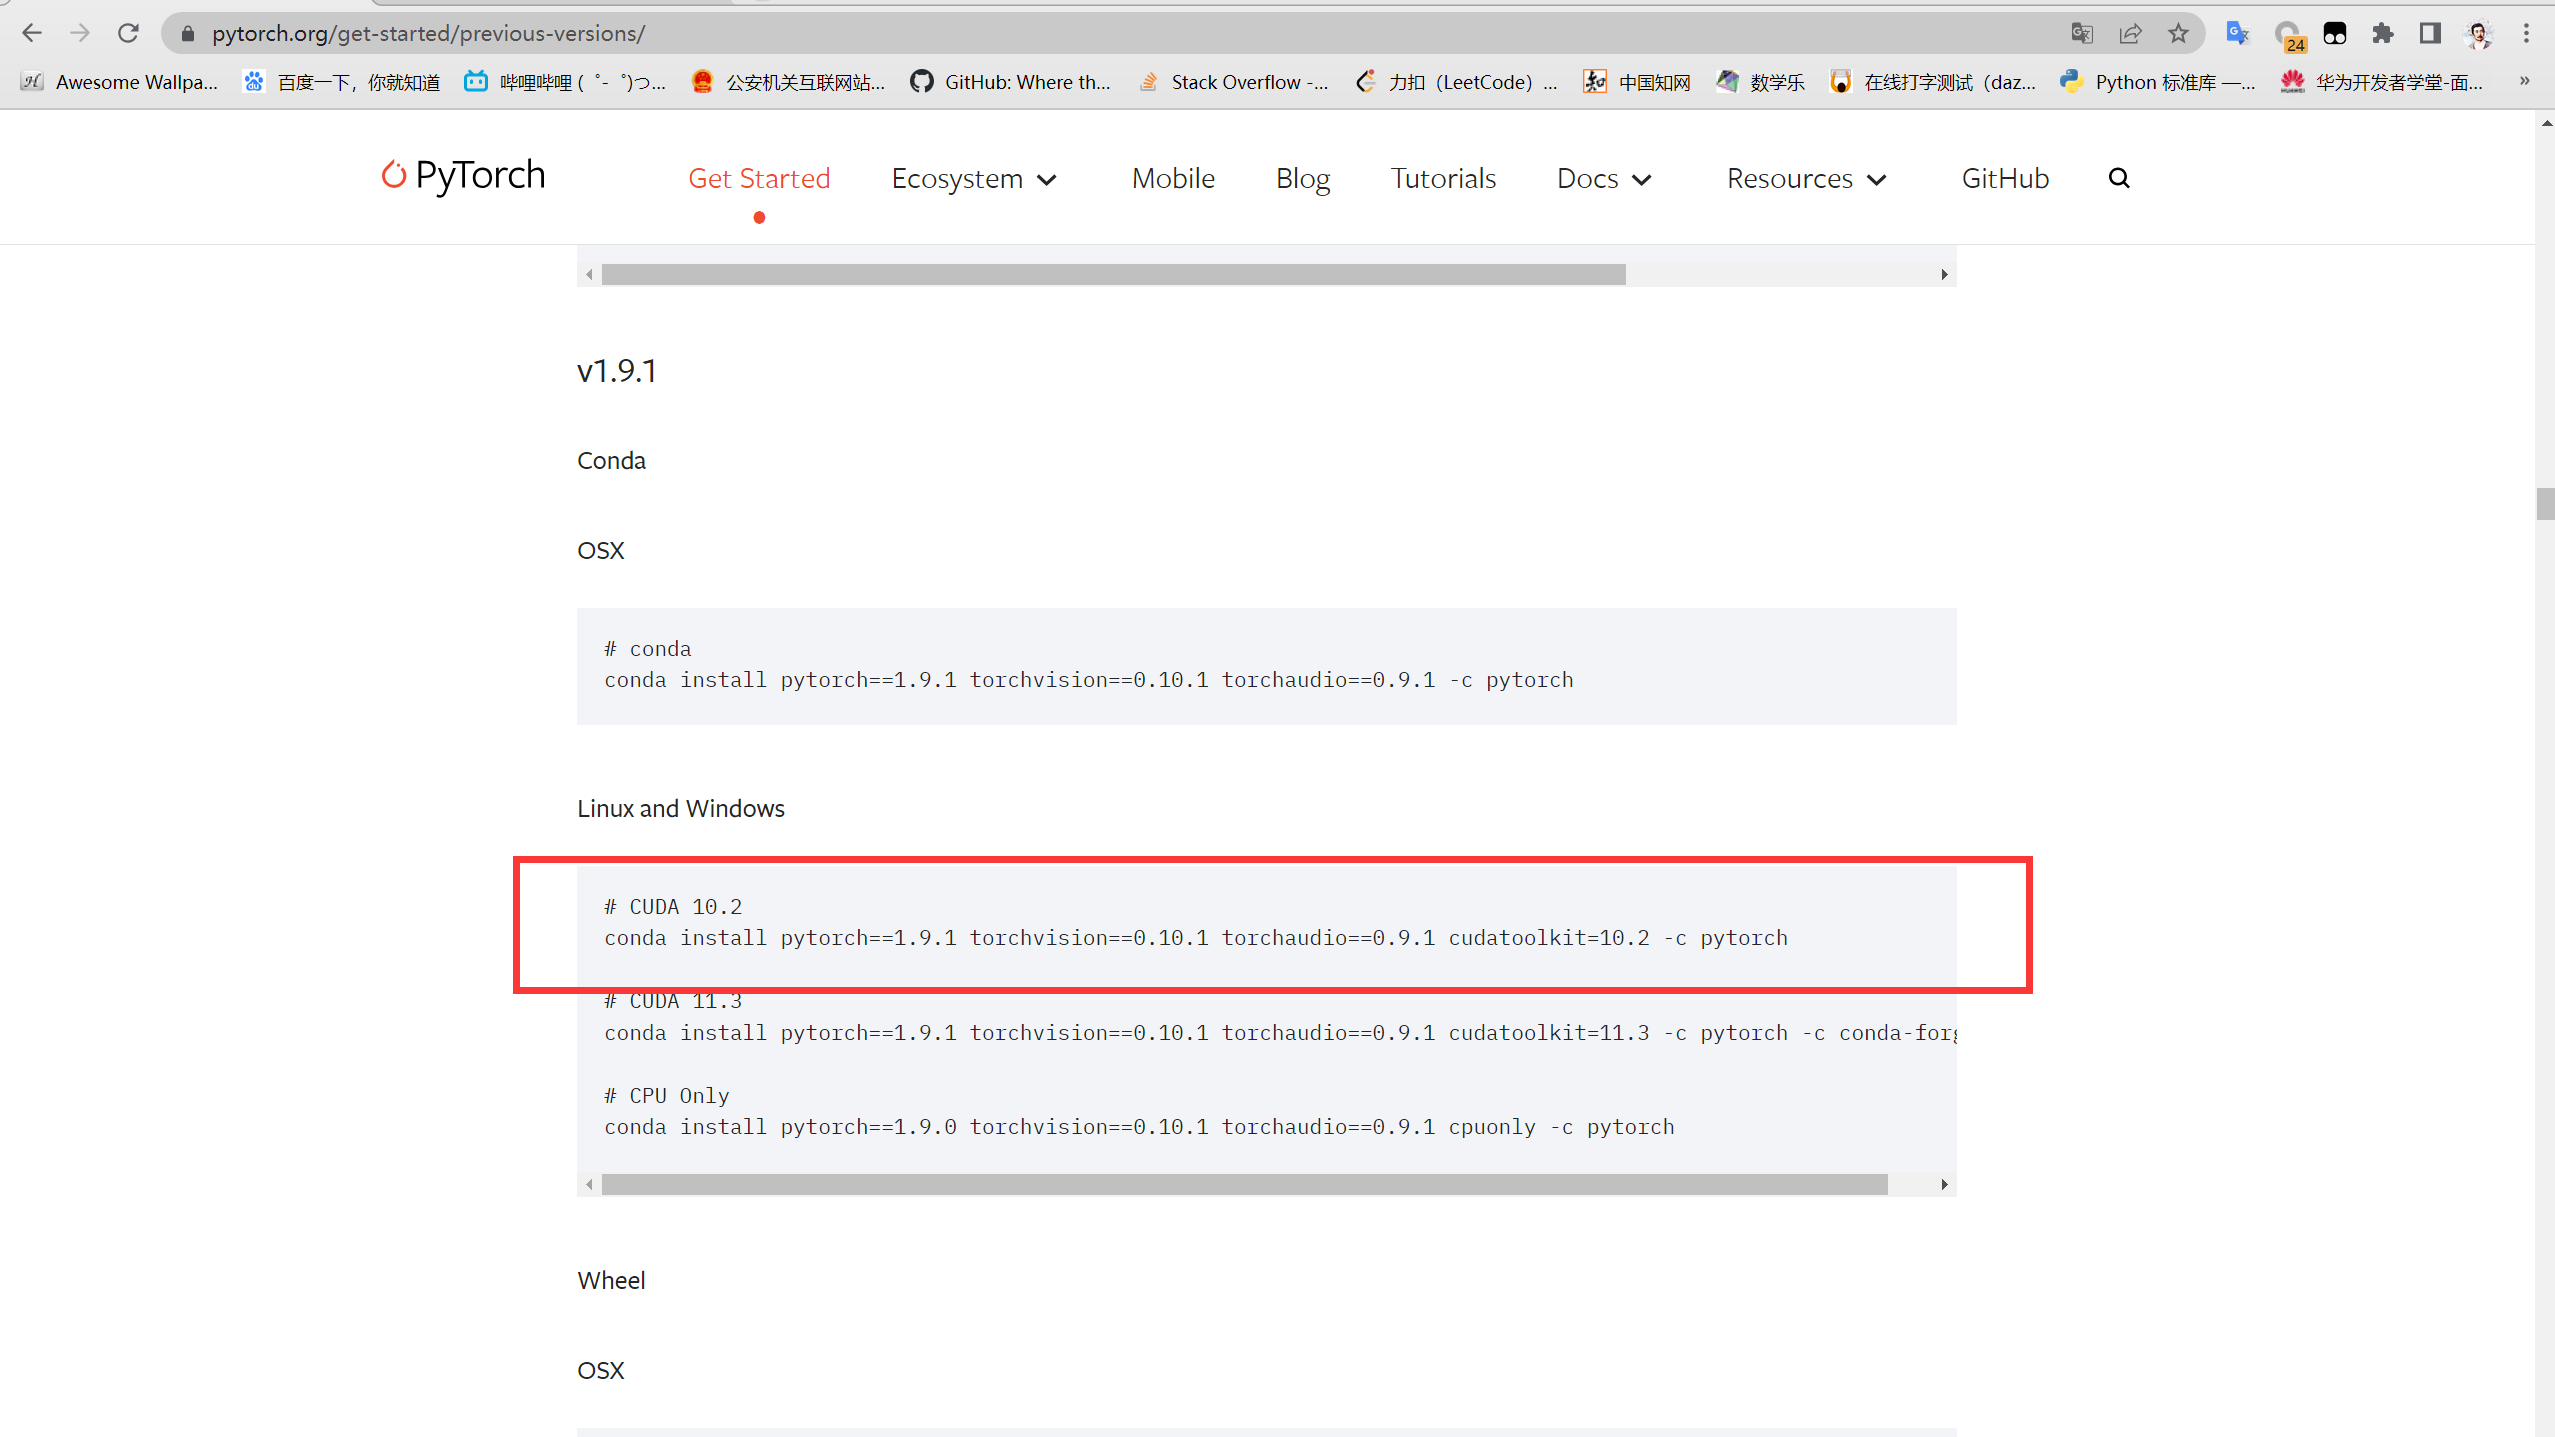 pytorch.org/get-started/previous-versions/
24
Awesome Wallpa... 百度一下，你就知道 哔哩哔哩 ( ゜- ゜)つ... 公安机关互联网站... GitHub: Where th... Stack Overflow -... 力扣（LeetCode）... 中国知网 数学乐 在线打字测试（daz... Python 标准库 —... 华为开发者学堂-面... »
PyTorch Get Started Ecosystem Mobile Blog Tutorials Docs Resources GitHub
v1.9.1
Conda
OSX
# conda
conda install pytorch==1.9.1 torchvision==0.10.1 torchaudio==0.9.1 -c pytorch
Linux and Windows
# CUDA 10.2
conda install pytorch==1.9.1 torchvision==0.10.1 torchaudio==0.9.1 cudatoolkit=10.2 -c pytorch
# CUDA 11.3
conda install pytorch==1.9.1 torchvision==0.10.1 torchaudio==0.9.1 cudatoolkit=11.3 -c pytorch -c conda-forg
# CPU Only
conda install pytorch==1.9.0 torchvision==0.10.1 torchaudio==0.9.1 cpuonly -c pytorch
Wheel
OSX